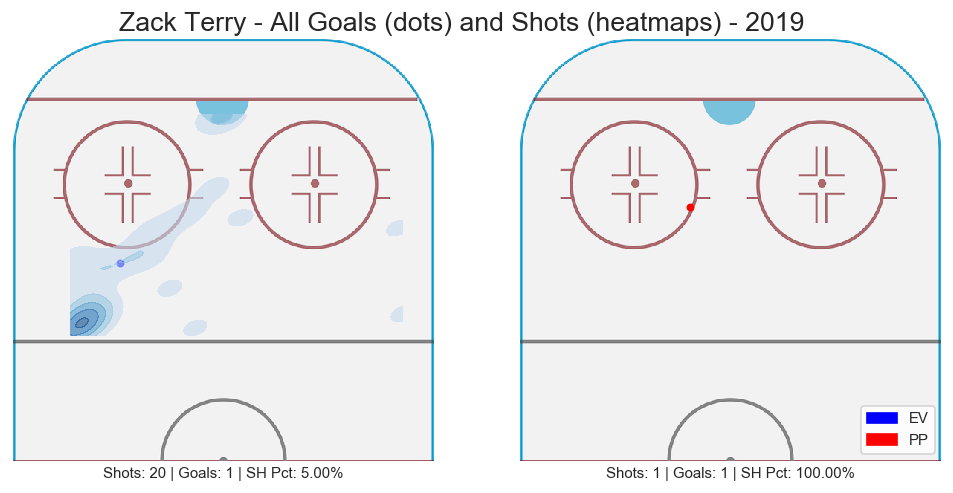 Zack Terry - All Goals (dots) and Shots (heatmaps) - 2019
EV
PP
Shots: 20 | Goals: 1 | SH Pct: 5.00%
Shots: 1 | Goals: 1 | SH Pct: 100.00%